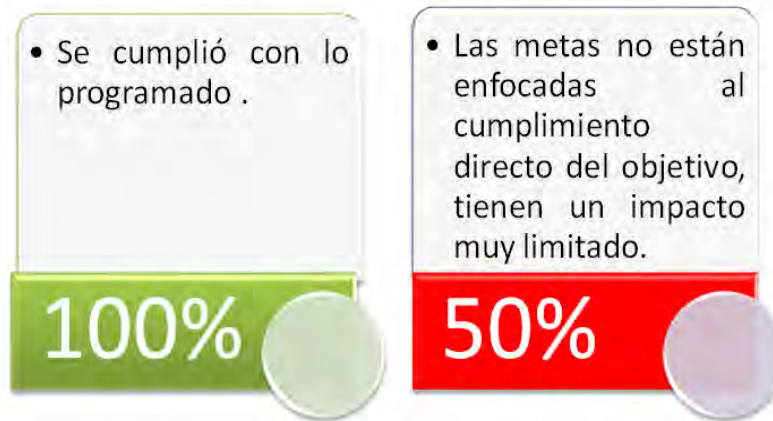 • Se cumplió con lo
programado .
100%
• Las metas no están
enfocadas al
cumplimiento
directo del objetivo,
tienen un impacto
muy limitado.
50%